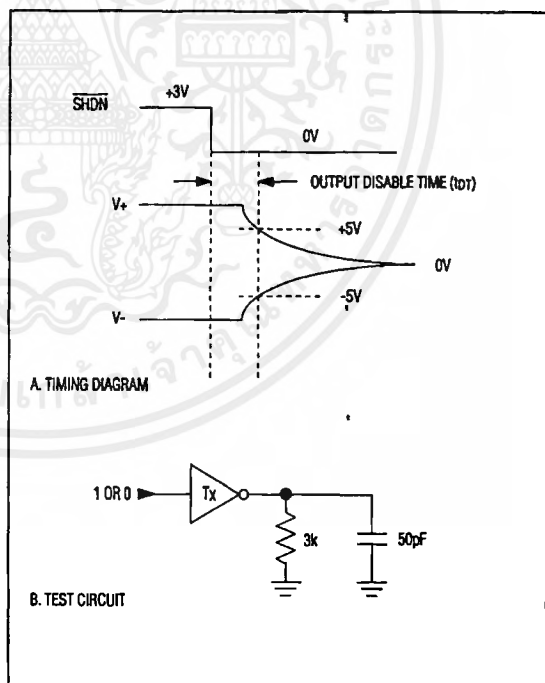 SHDN
+3V
0V
OUTPUT DISABLE TIME (tDT)
V+
+5V
0V
-5V
V-
A. TIMING DIAGRAM
1 OR 0
Tx
3k
50pF
B. TEST CIRCUIT